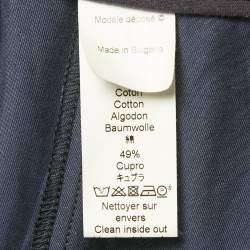 Modele déposé ©
Made in Bulgaria
Coton
Cotton
Algodon
Baumwolle
49%
Cupro
キュプラ
Nettoyer sur
envers
Clean inside out